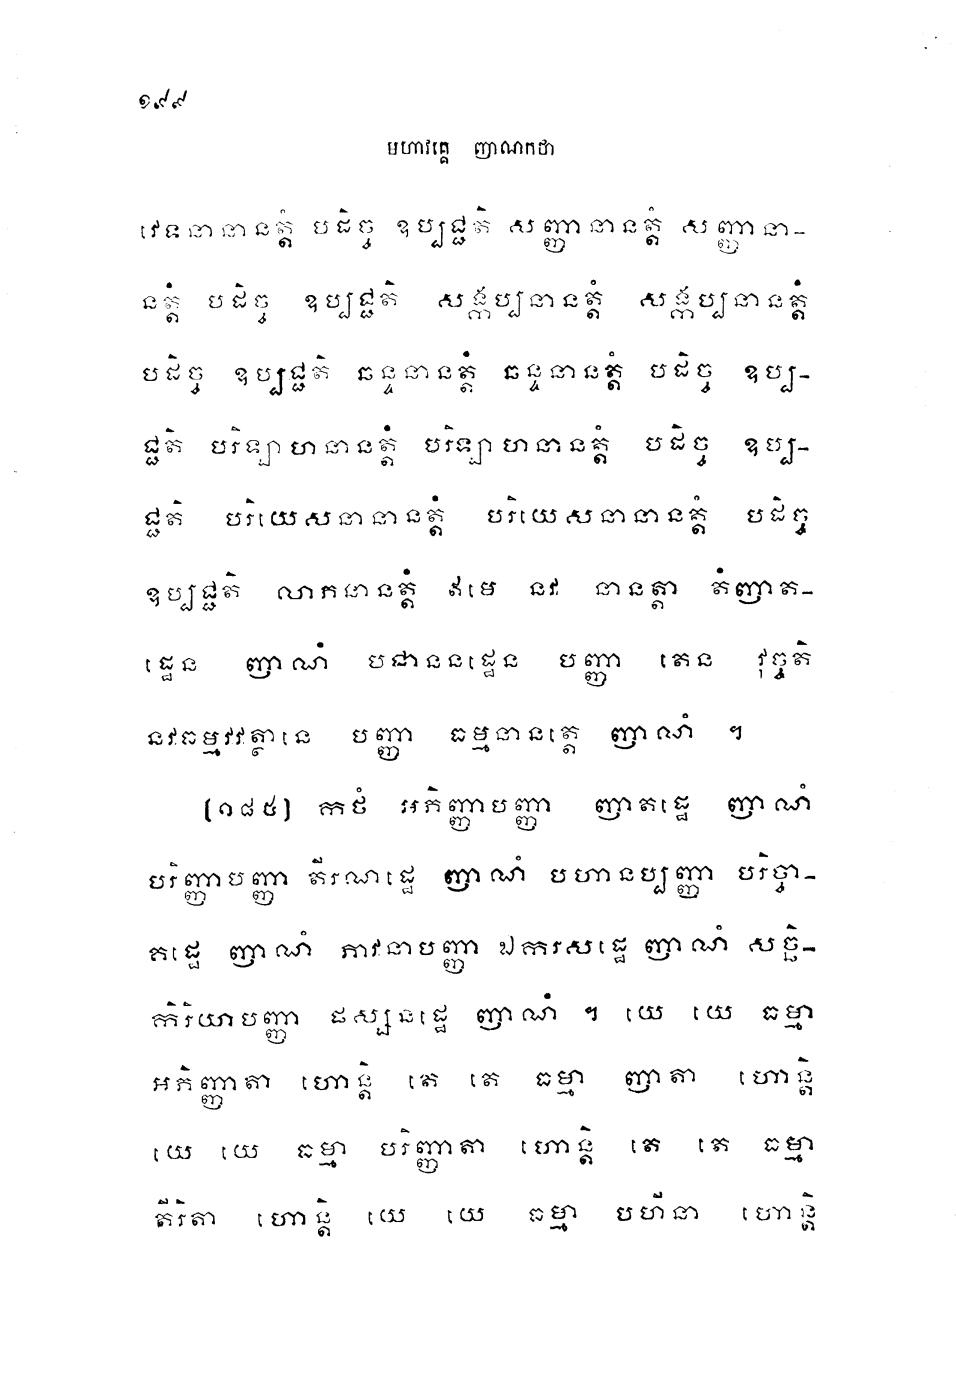 ១៩៩
មហាវគ្គេ ញាណកថា
វេទនានានត្តំ បដិច្ច ឧប្បជ្ជតិ សញ្ញានានត្តំ សញ្ញានា-
នត្តំ បដិច្ច ឧប្បជ្ជតិ សង្កប្បនានត្តំ សង្កប្បនានត្តំ
បដិច្ច ឧប្បជ្ជតិ ឆន្ទនានត្តំ ឆន្ទនានត្តំ បដិច្ច ឧប្ប-
ជ្ជតិ បរិឡាហនានត្តំ បរិឡាហនានត្តំ បដិច្ច ឧប្ប-
ជ្ជតិ បរិយេសនានានត្តំ បរិយេសនានានត្តំ បដិច្ច
ឧប្បជ្ជតិ លាភនានត្តំ ឥមេ នវ នានត្តា តំញាត-
ដ្ឋេន ញាណំ បជាននដ្ឋេន បញ្ញា តេន វុច្ចតិ
នវធម្មវវត្ថានេ បញ្ញា ធម្មនានត្តេ ញាណំ ។
(១៨៥) កថំ អភិញ្ញាបញ្ញា ញាតដ្ឋេ ញាណំ
បរិញ្ញាបញ្ញា តីរណដ្ឋេ ញាណំ បហានប្បញ្ញា បរិច្ចា-
គដ្ឋេ ញាណំ ភាវនាបញ្ញា ឯករសដ្ឋេ ញាណំ សច្ឆិ-
កិរិយាបញ្ញា ផស្សនដ្ឋេ ញាណំ ។ យេ យេ ធម្មា
អភិញ្ញាតា ហោន្តិ តេ តេ ធម្មា ញាតា ហោន្តិ
យេ យេ ធម្មា បរិញ្ញាតា ហោន្តិ តេ តេ ធម្មា
តីរិតា ហោន្តិ យេ យេ ធម្មា បហីនា ហោន្តិ